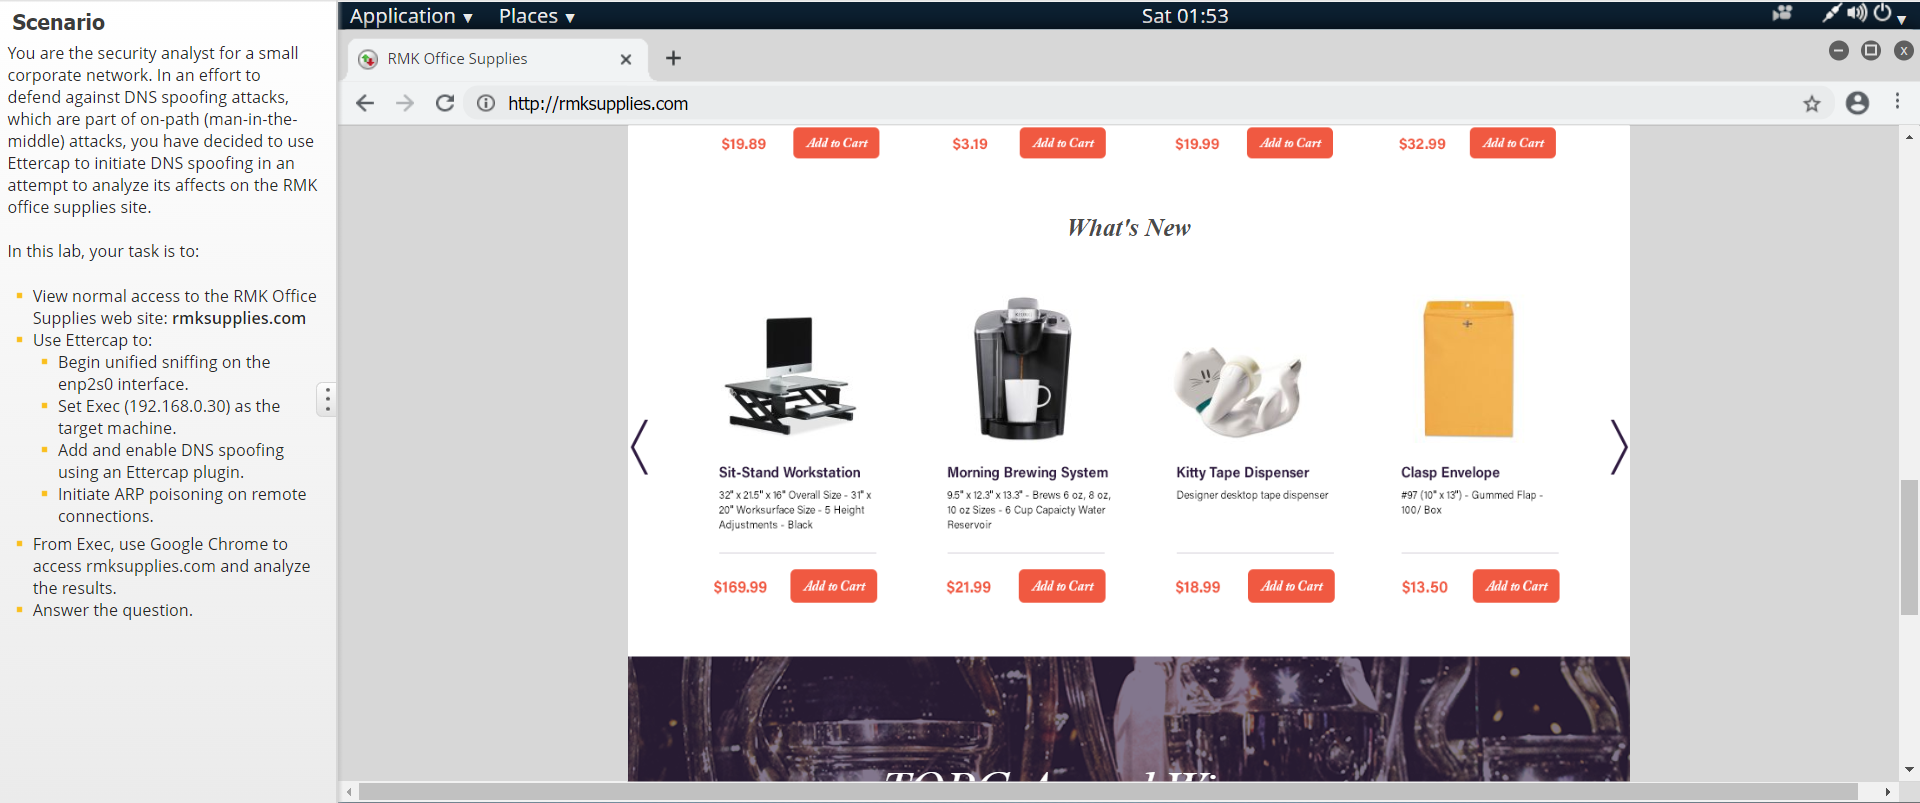 Scenario
You are the security analyst for a small
corporate network. In an effort to
defend against DNS spoofing attacks,
which are part of on-path (man-in-the-
middle) attacks, you have decided to use
Ettercap to initiate DNS spoofing in an
attempt to analyze its affects on the RMK
office supplies site.
In this lab, your task is to:
View normal access to the RMK Office
Supplies web site: rmksupplies.com
Use Ettercap to:
Begin unified sniffing on the
enp2s0 interface.
Set Exec (192.168.0.30) as the
target machine.
Add and enable DNS spoofing
using an Ettercap plugin.
Initiate ARP poisoning on remote
connections.
From Exec, use Google Chrome to
access rmksupplies.com and analyze
the results.
Answer the question.
Application Places Sat 01:53
RMK Office Supplies
http://rmksupplies.com
$19.89 Add to Cart $3.19 Add to Cart $19.99 Add to Cart $32.99 Add to Cart
What's New
Sit-Stand Workstation
32" x 21.5" x 16" Overall Size - 31" x
20" Worksurface Size - 5 Height
Adjustments - Black
$169.99 Add to Cart
Morning Brewing System
9.5" x 12.3" x 13.3" - Brews 6 oz, 8 oz,
10 oz Sizes - 6 Cup Capaicty Water
Reservoir
$21.99 Add to Cart
Kitty Tape Dispenser
Designer desktop tape dispenser
$18.99 Add to Cart
Clasp Envelope
#97 (10" x 13") - Gummed Flap -
100/ Box
$13.50 Add to Cart